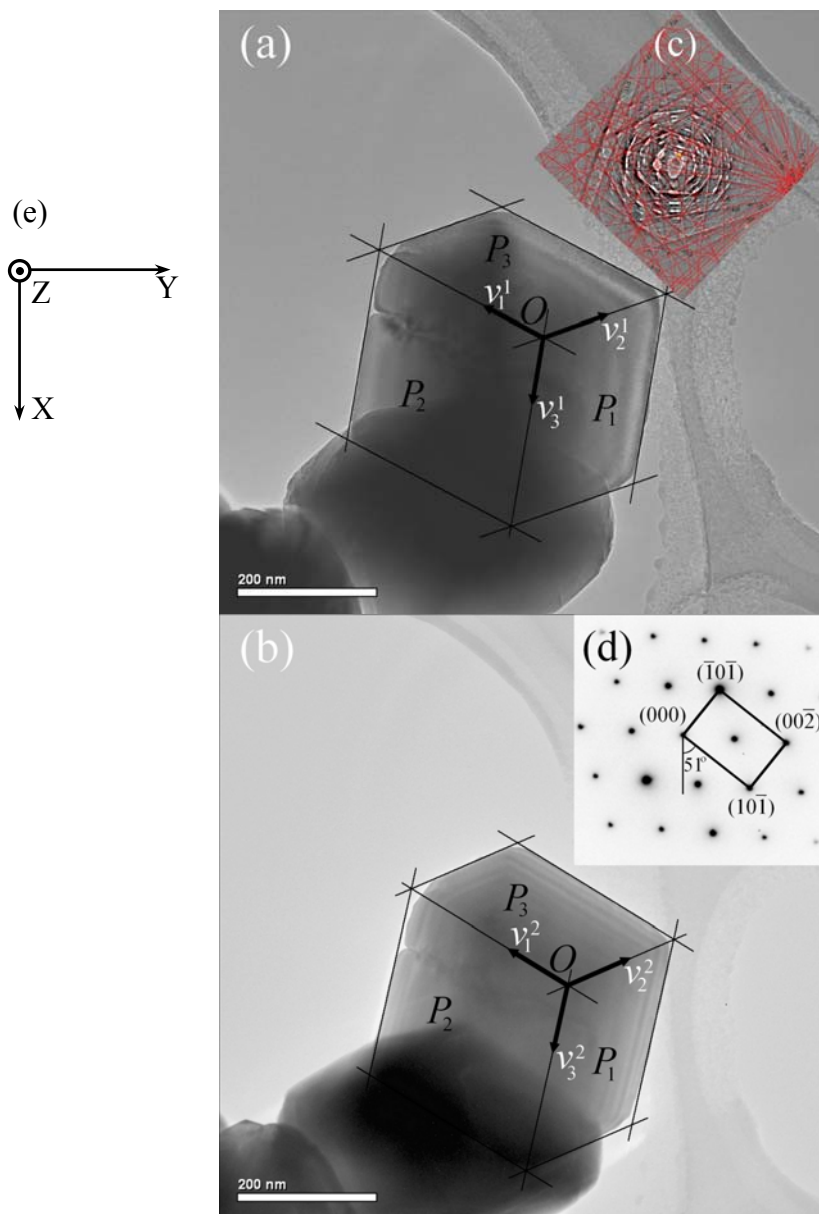 (a)
(c)
(e)
Z
Y
X
P₃
v₁¹
O
v₂¹
P₂
v₃¹
P₁
200 nm
(b)
(d)
(1̄01̄)
(000)
(002̄)
51°
(101̄)
P₃
v₁²
O
v₂²
P₂
v₃²
P₁
200 nm